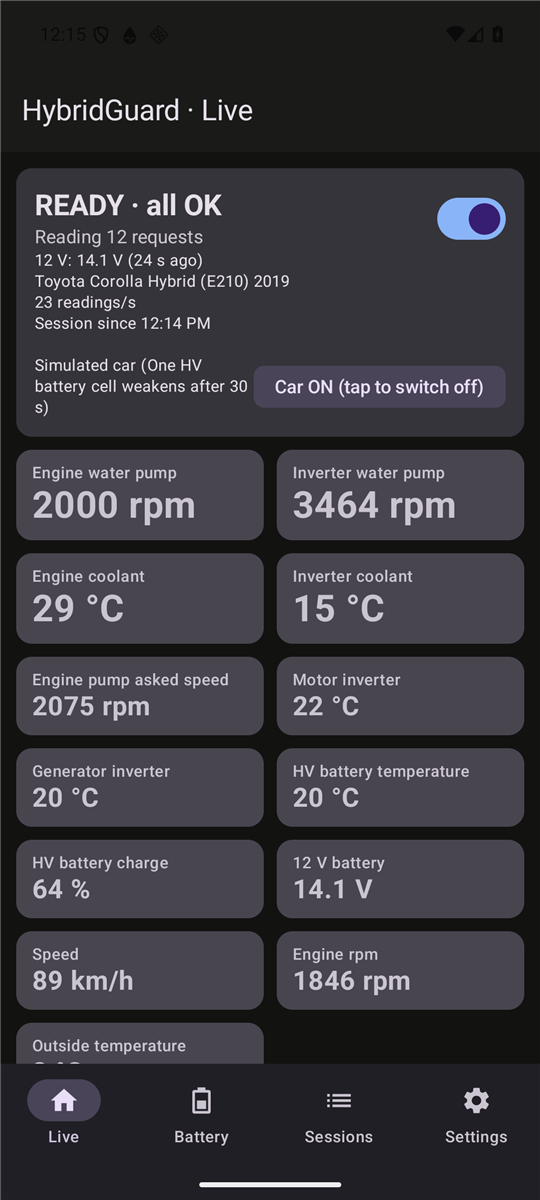 12:15
HybridGuard · Live
READY · all OK
Reading 12 requests
12 V: 14.1 V (24 s ago)
Toyota Corolla Hybrid (E210) 2019
23 readings/s
Session since 12:14 PM
Simulated car (One HV
battery cell weakens after 30
s)
Car ON (tap to switch off)
Engine water pump
2000 rpm
Inverter water pump
3464 rpm
Engine coolant
29 °C
Inverter coolant
15 °C
Engine pump asked speed
2075 rpm
Motor inverter
22 °C
Generator inverter
20 °C
HV battery temperature
20 °C
HV battery charge
64 %
12 V battery
14.1 V
Speed
89 km/h
Engine rpm
1846 rpm
Outside temperature
Live
Battery
Sessions
Settings